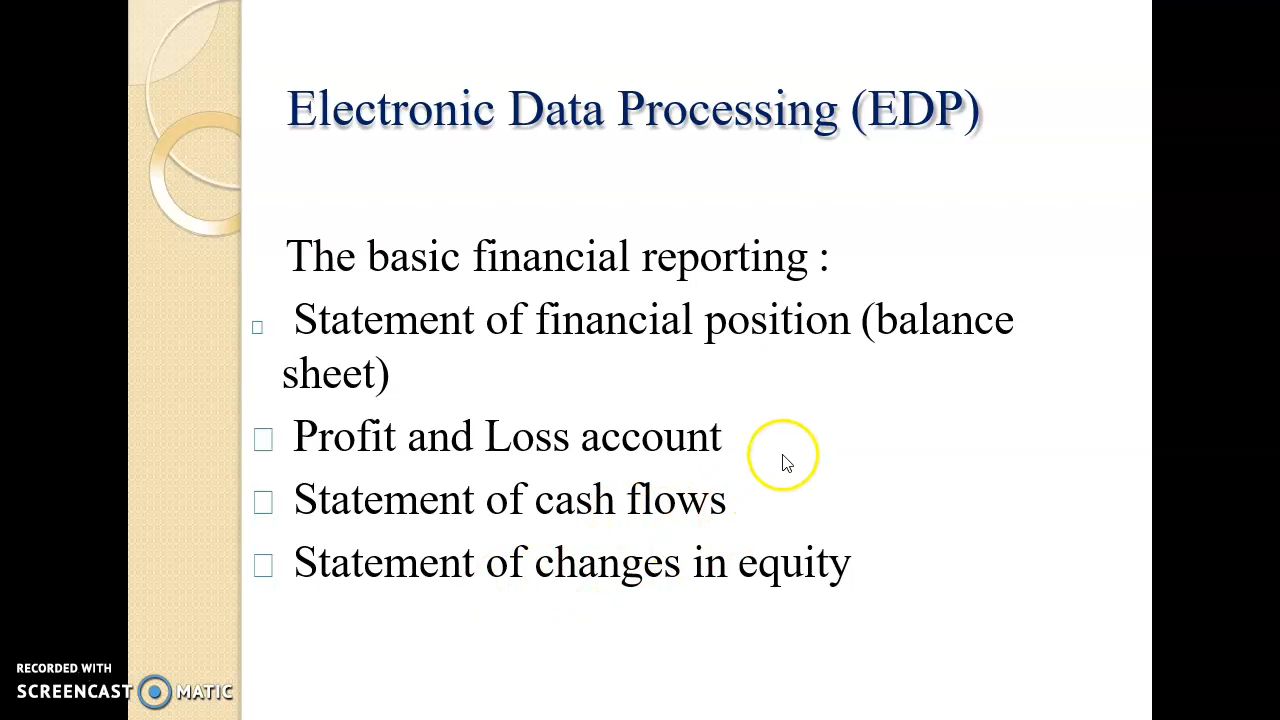 Electronic Data Processing (EDP)
The basic financial reporting :
Statement of financial position (balance
sheet)
Profit and Loss account
Statement of cash flows
Statement of changes in equity
RECORDED WITH
SCREENCAST MATIC